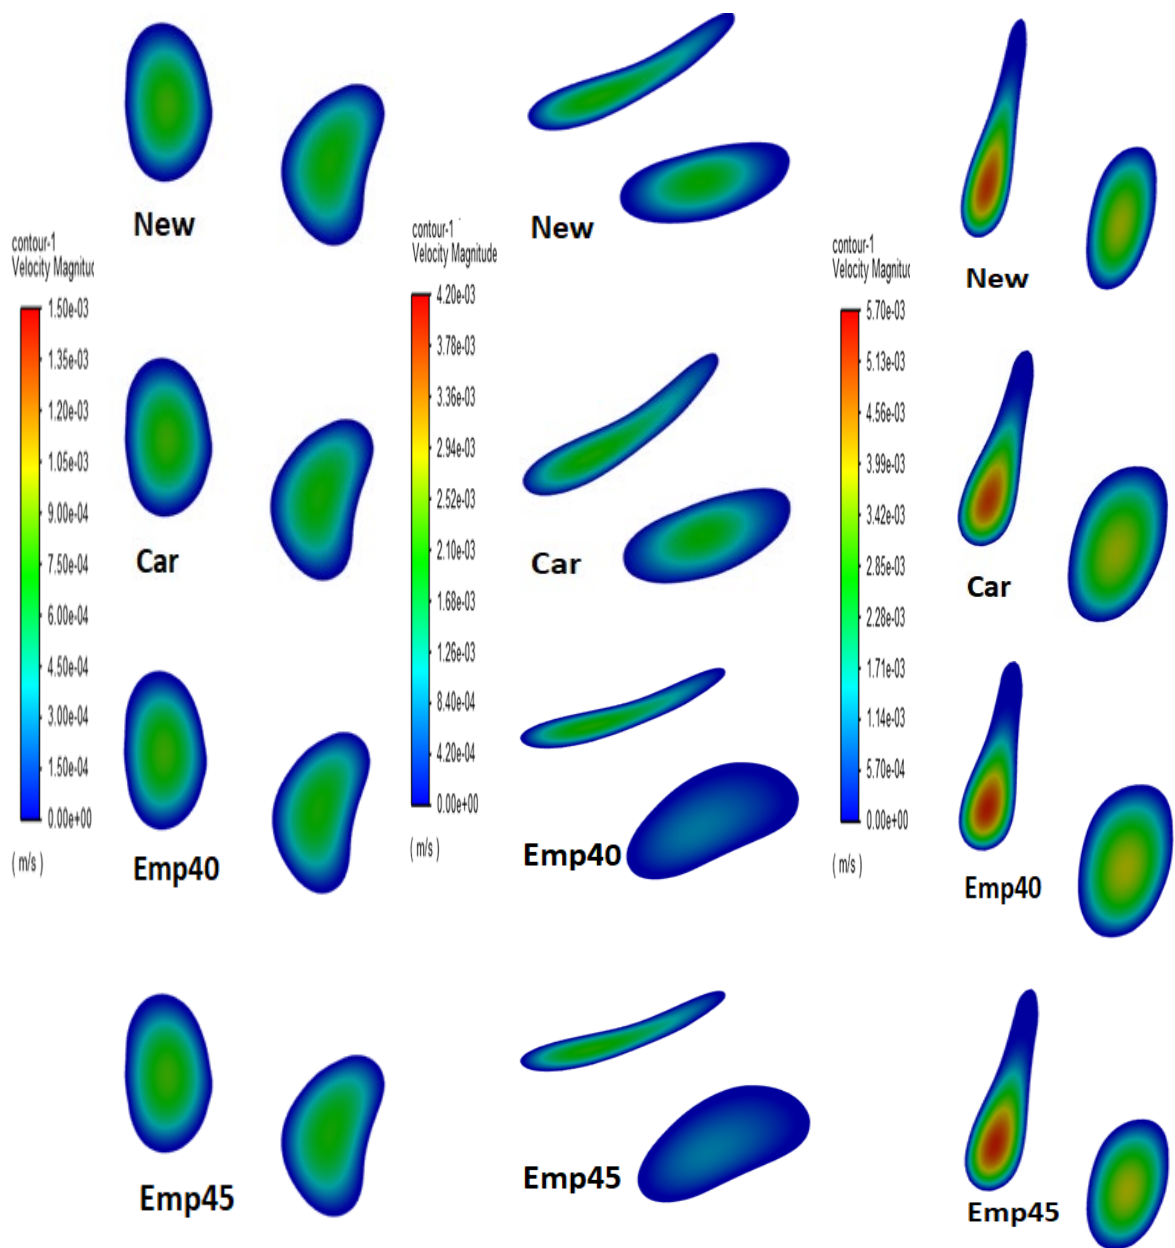 New
contour-1
Velocity Magnitud
1.50e-03
1.35e-03
1.20e-03
1.05e-03
9.00e-04
7.50e-04
6.00e-04
4.50e-04
3.00e-04
1.50e-04
0.00e+00
( m/s )
Car
Emp40
Emp45
New
contour-1
Velocity Magnitude
4.20e-03
3.78e-03
3.36e-03
2.94e-03
2.52e-03
2.10e-03
1.68e-03
1.26e-03
8.40e-04
4.20e-04
0.00e+00
( m/s )
Car
Emp40
Emp45
contour-1
Velocity Magnituc
5.70e-03
5.13e-03
4.56e-03
3.99e-03
3.42e-03
2.85e-03
2.28e-03
1.71e-03
1.14e-03
5.70e-04
0.00e+00
( m/s )
New
Car
Emp40
Emp45